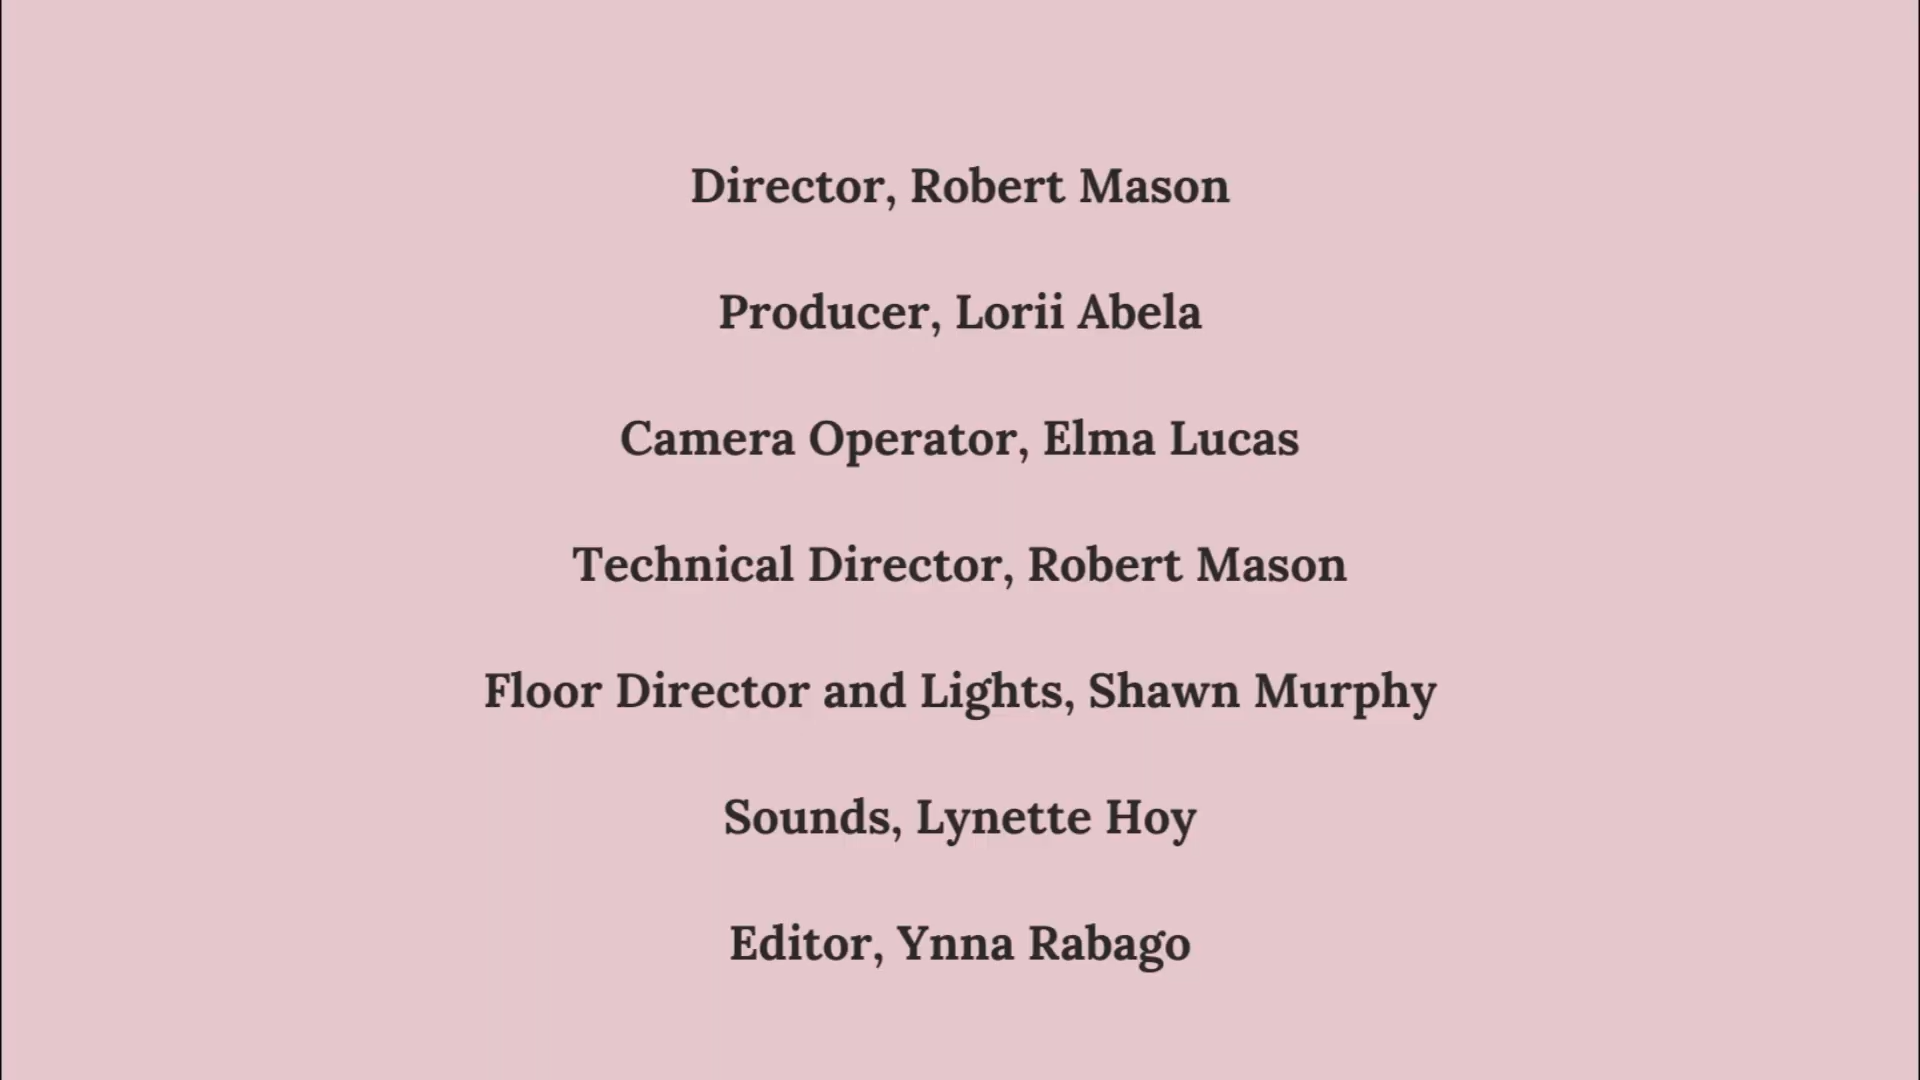 Director, Robert Mason
Producer, Lorii Abela
Camera Operator, Elma Lucas
Technical Director, Robert Mason
Floor Director and Lights, Shawn Murphy
Sounds, Lynette Hoy
Editor, Ynna Rabago